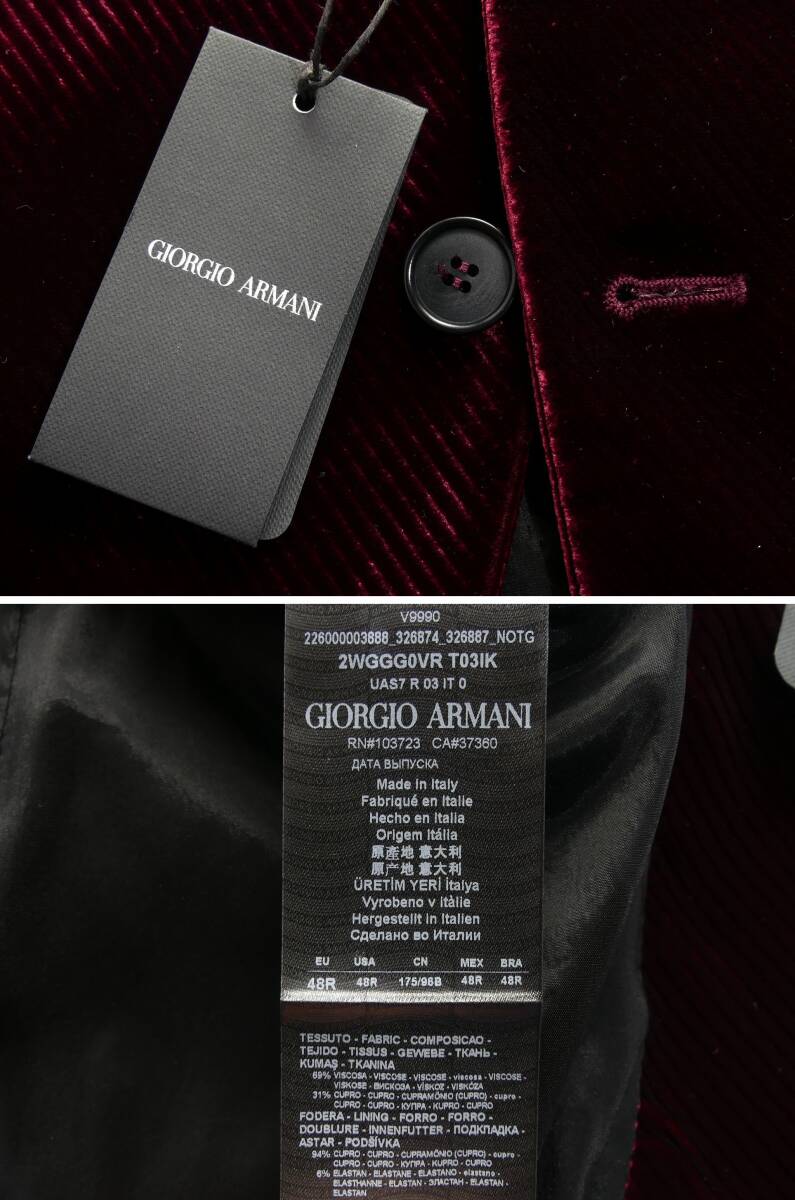 GIORGIO ARMANI
V9990
226000003888_326874_326887_NOTG
2WGGG0VR T03IK
UAS7 R 03 IT 0
GIORGIO ARMANI
RN#103723 CA#37360
ДАТА ВЫПУСКА
Made in Italy
Fabriqué en Italie
Hecho en Italia
Origem Itália
原產地 意大利
原产地 意大利
ÜRETİM YERİ İtalya
Vyrobeno v itàlie
Hergestellt in Italien
Сделано во Италии
EU USA CN MEX BRA
48R 48R 175/96B 48R 48R
TESSUTO - FABRIC - COMPOSICAO -
TEJIDO - TISSUS - GEWEBE - ТКАНЬ -
KUMAŞ - TKANINA
69% VISCOSA - VISCOSE - VISCOSE - viscosa - VISCOSE -
VISKOSE - ВИСКОЗА - VİSKOZ - VISKÓZA
31% CUPRO - CUPRO - CUPRAMÓNIO (CUPRO) - cupro -
CUPRO - CUPRO - КУПРА - KUPRO - CUPRO
FODERA - LINING - FORRO - FORRO -
DOUBLURE - INNENFUTTER - ПОДКЛАДКА -
ASTAR - PODŠÍVKA
94% CUPRO - CUPRO - CUPRAMÓNIO (CUPRO) - cupro -
CUPRO - CUPRO - КУПРА - KUPRO - CUPRO
6% ELASTAN - ELASTANE - ELASTANO - elastano -
ELASTHANNE - ELASTAN - ЭЛАСТАН - ELASTAN -
ELASTAN